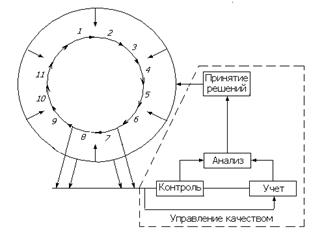 1
2
3
4
5
6
7
8
9
10
11
Принятие
решений
Анализ
Контроль
Учет
Управление качеством